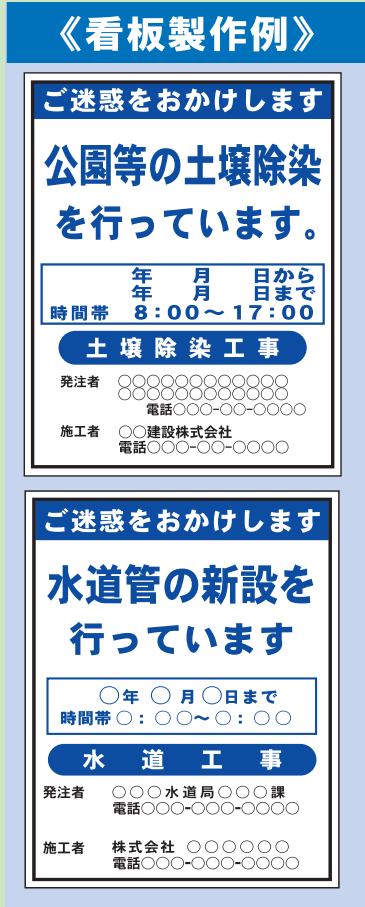 《看板製作例》
ご迷惑をおかけします
公園等の土壌除染
を行っています。
年 月 日から
年 月 日まで
時間帯 8:00〜17:00
土壌除染工事
発注者 ○○○○○○○○○○○○
○○○○○○○○○○○○
電話○○○-○○-○○○○
施工者 ○○建設株式会社
電話○○○-○○-○○○○
ご迷惑をおかけします
水道管の新設を
行っています
○年 ○月 ○日まで
時間帯○:○○〜○:○○
水道工事
発注者 ○○○水道局○○○課
電話○○○-○○○-○○○○
施工者 株式会社 ○○○○○○
電話○○○-○○○-○○○○